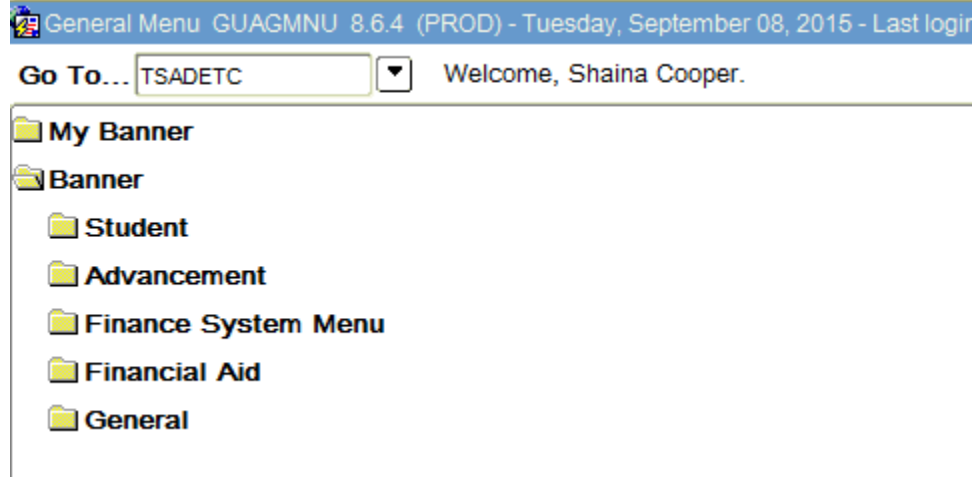 General Menu GUAGMNU 8.6.4 (PROD) - Tuesday, September 08, 2015 - Last login
Go To... TSADETC Welcome, Shaina Cooper.
My Banner
Banner
Student
Advancement
Finance System Menu
Financial Aid
General